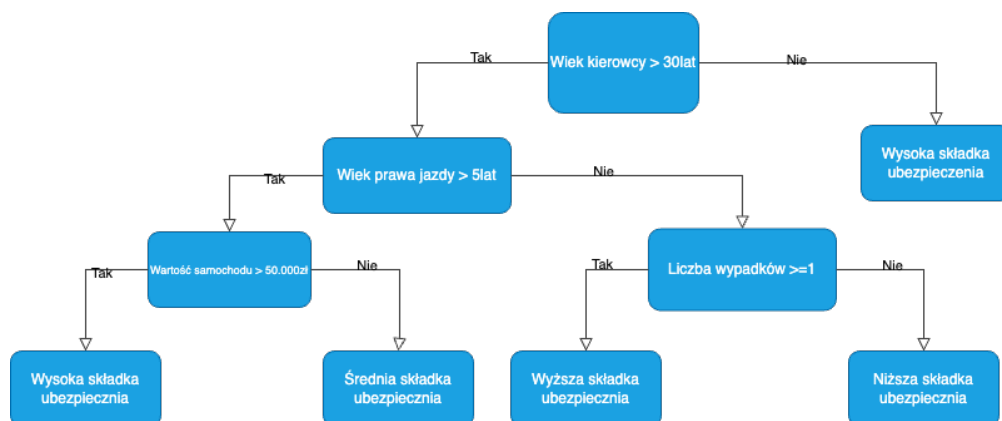 Wiek kierowcy > 30lat
Tak
Nie
Wysoka składka
ubezpieczenia
Wiek prawa jazdy > 5lat
Tak
Nie
Wartość samochodu > 50.000zł
Tak
Nie
Liczba wypadków >=1
Tak
Nie
Wysoka składka
ubezpiecznia
Średnia składka
ubezpiecznia
Wyższa składka
ubezpiecznia
Niższa składka
ubezpiecznia